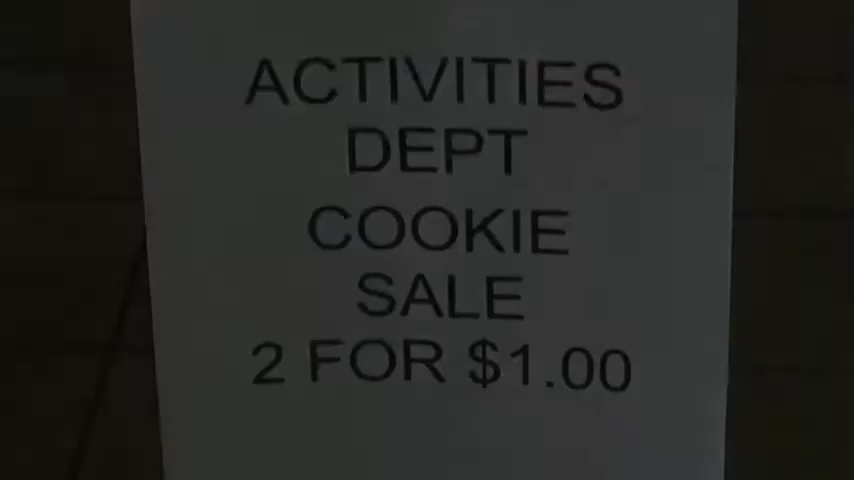 ACTIVITIES
DEPT
COOKIE
SALE
2 FOR $1.00